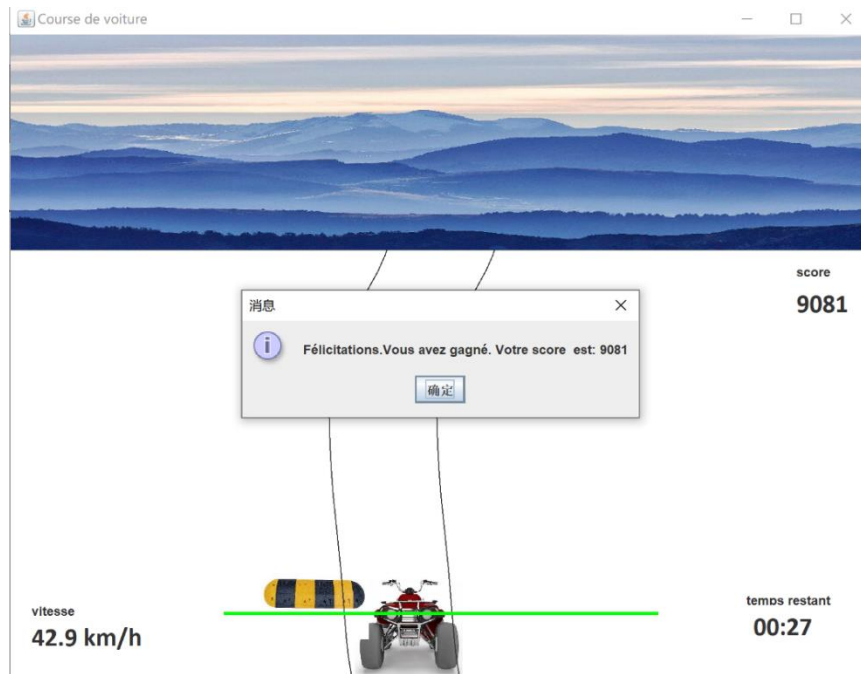 Course de voiture
score
9081
消息
Félicitations.Vous avez gagné. Votre score  est: 9081
确定
vitesse
42.9 km/h
temps restant
00:27